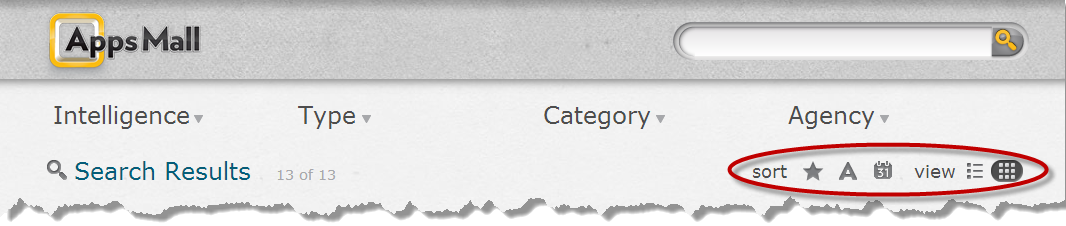 Apps Mall
Intelligence Type Category Agency
Search Results 13 of 13 sort A 31 view